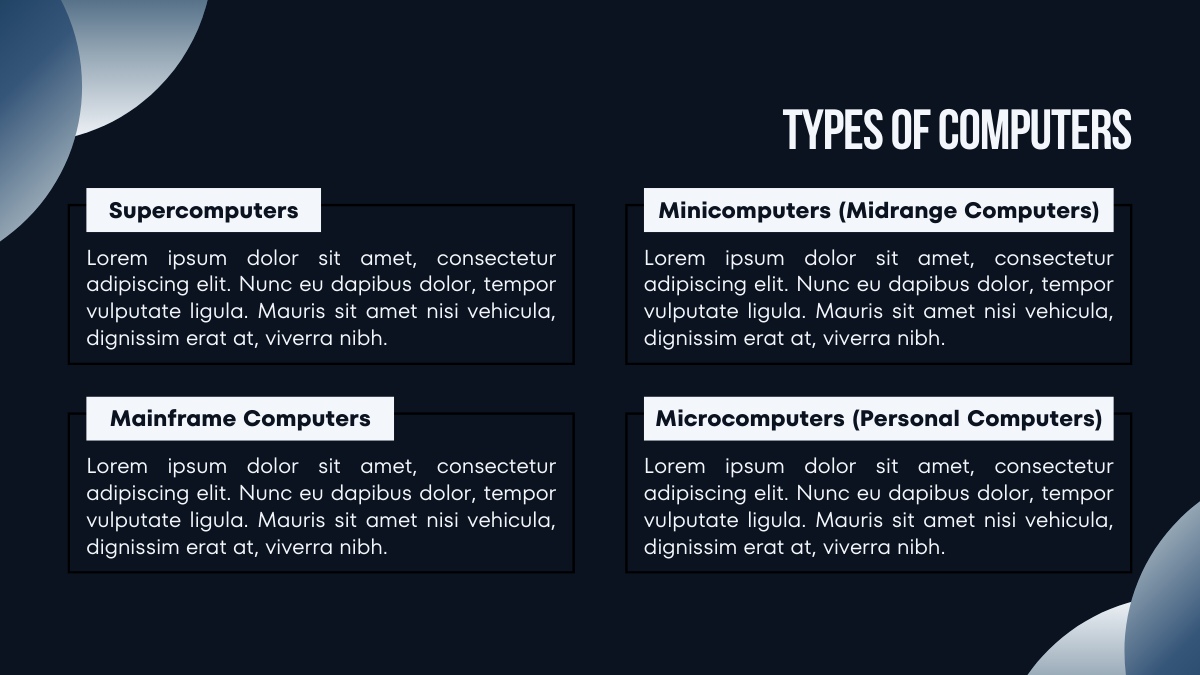 TYPES OF COMPUTERS
Supercomputers
Lorem ipsum dolor sit amet, consectetur
adipiscing elit. Nunc eu dapibus dolor, tempor
vulputate ligula. Mauris sit amet nisi vehicula,
dignissim erat at, viverra nibh.
Minicomputers (Midrange Computers)
Lorem ipsum dolor sit amet, consectetur
adipiscing elit. Nunc eu dapibus dolor, tempor
vulputate ligula. Mauris sit amet nisi vehicula,
dignissim erat at, viverra nibh.
Mainframe Computers
Lorem ipsum dolor sit amet, consectetur
adipiscing elit. Nunc eu dapibus dolor, tempor
vulputate ligula. Mauris sit amet nisi vehicula,
dignissim erat at, viverra nibh.
Microcomputers (Personal Computers)
Lorem ipsum dolor sit amet, consectetur
adipiscing elit. Nunc eu dapibus dolor, tempor
vulputate ligula. Mauris sit amet nisi vehicula,
dignissim erat at, viverra nibh.